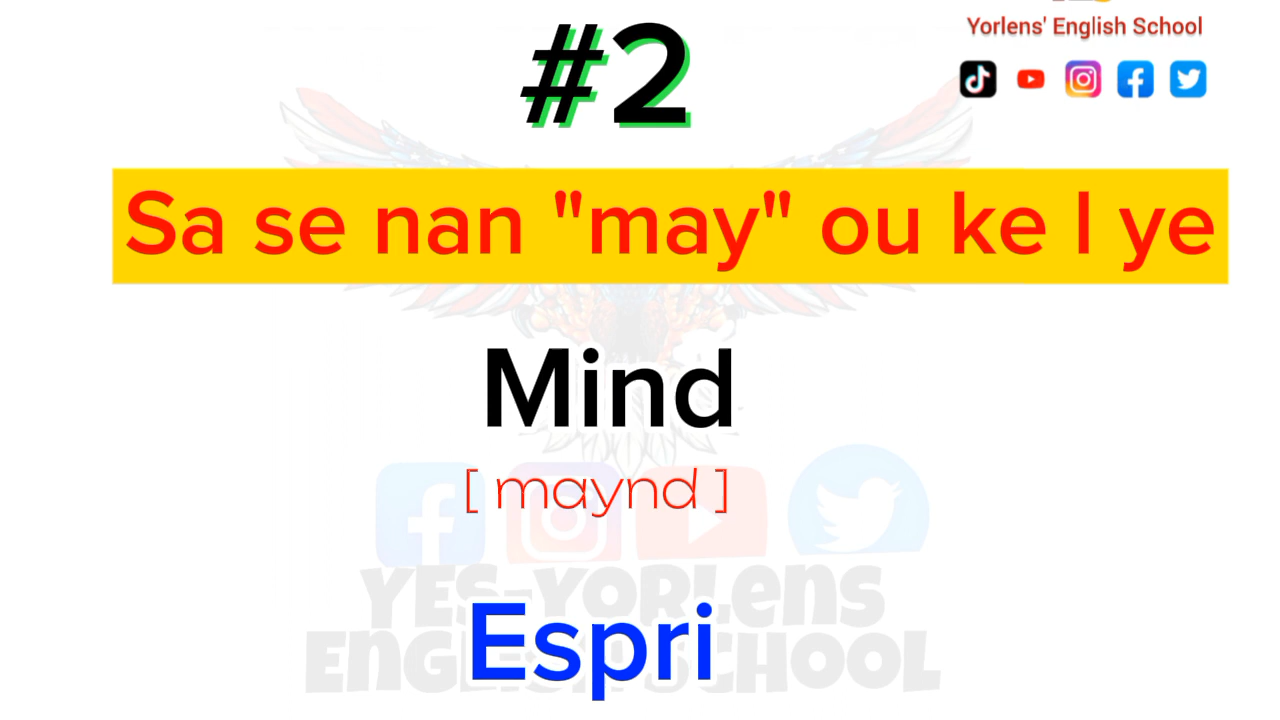 Yorlens' English School
#2
Sa se nan "may" ou ke l ye
Mind
[ maynd ]
YES-YORLens
EnGLiSH SCHOOL
Espri